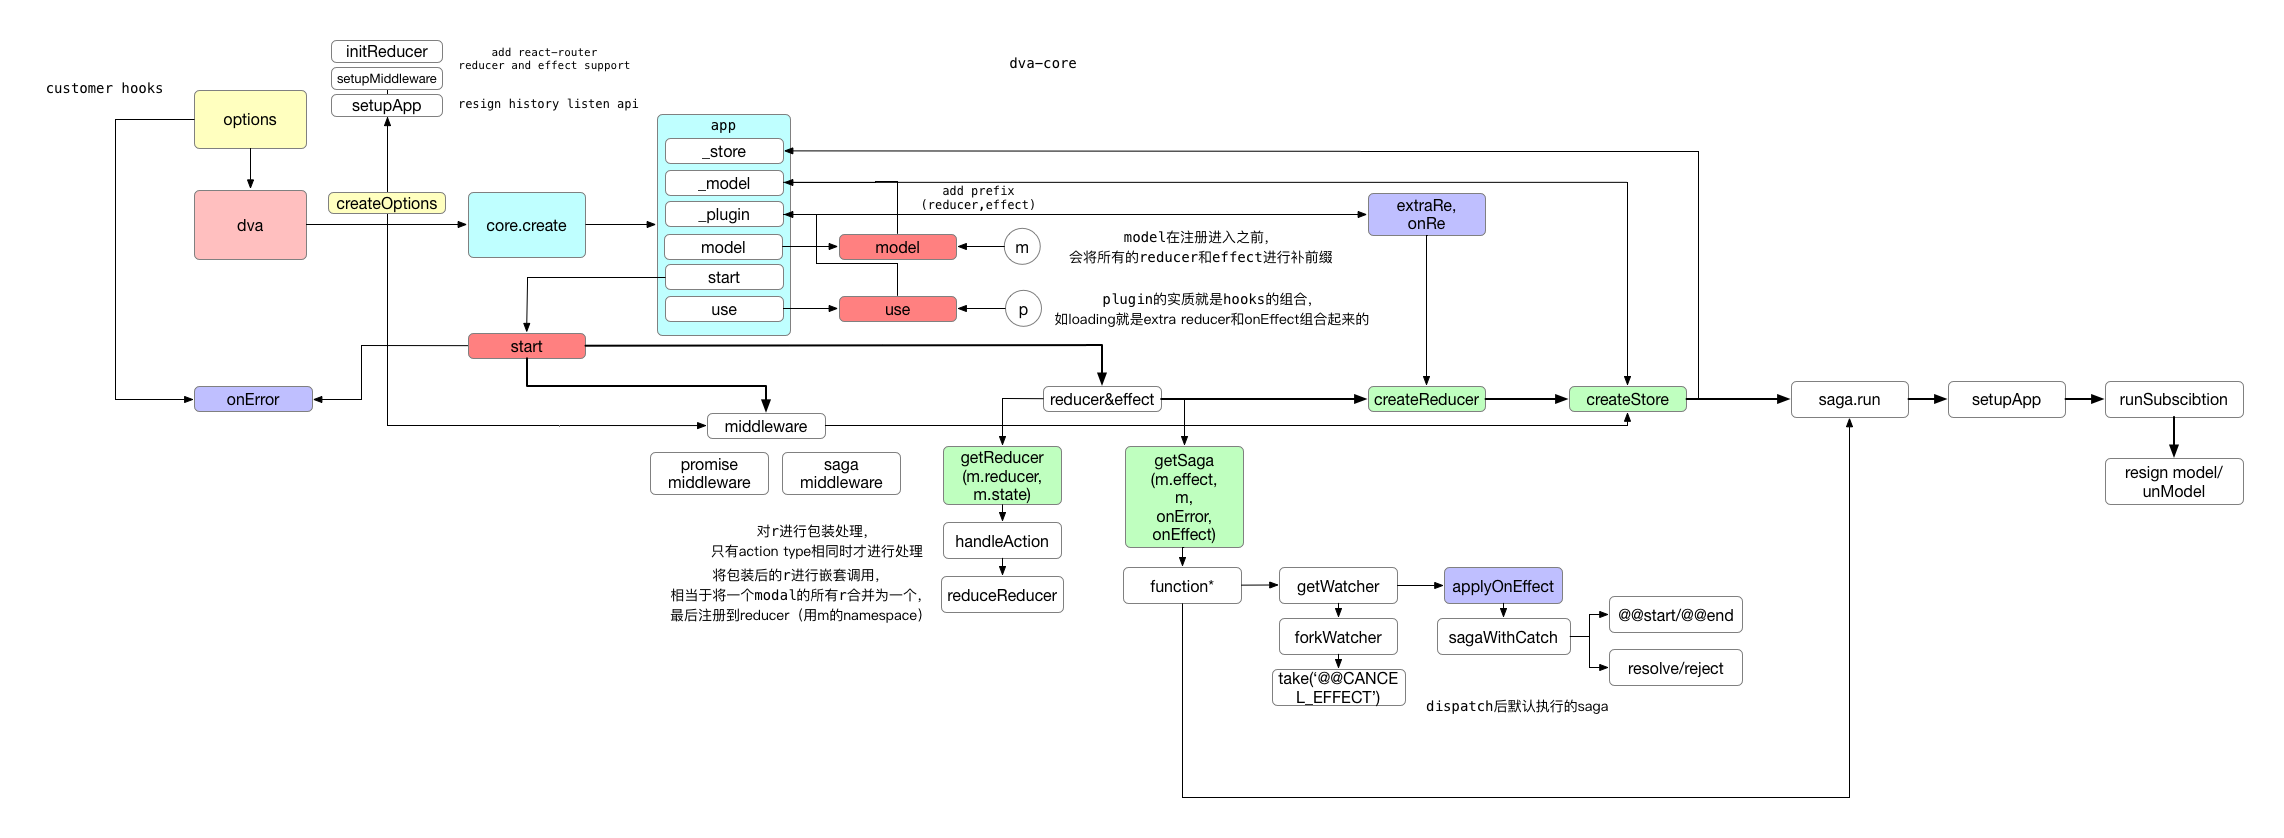 initReducer
add react-router
reducer and effect support
dva-core
setupMiddleware
customer hooks
setupApp
resign history listen api
options
app
_store
_model
add prefix
(reducer,effect)
createOptions
extraRe,
onRe
_plugin
dva
core.create
model
model
m
model在注册进入之前，
会将所有的reducer和effect进行补前缀
start
use
use
p
plugin的实质就是hooks的组合，
如loading就是extra reducer和onEffect组合起来的
start
onError
reducer&effect
createReducer
createStore
saga.run
setupApp
runSubscibtion
middleware
promise
middleware
saga
middleware
getReducer
(m.reducer,
m.state)
getSaga
(m.effect,
m,
onError,
onEffect)
resign model/
unModel
对r进行包装处理，
只有action type相同时才进行处理
handleAction
将包装后的r进行嵌套调用，
相当于将一个modal的所有r合并为一个，
最后注册到reducer（用m的namespace）
reduceReducer
function*
getWatcher
applyOnEffect
@@start/@@end
forkWatcher
sagaWithCatch
resolve/reject
take(‘@@CANCE
L_EFFECT’)
dispatch后默认执行的saga